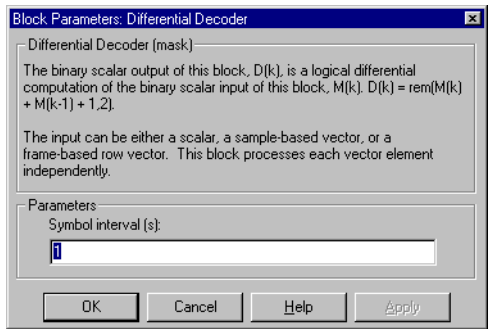 Block Parameters: Differential Decoder
Differential Decoder (mask)
The binary scalar output of this block, D(k), is a logical differential
computation of the binary scalar input of this block, M(k). D(k) = rem(M(k)
+ M(k-1) + 1,2).
The input can be either a scalar, a sample-based vector, or a
frame-based row vector. This block processes each vector element
independently.
Parameters
Symbol interval (s):
1
OK Cancel Help Apply